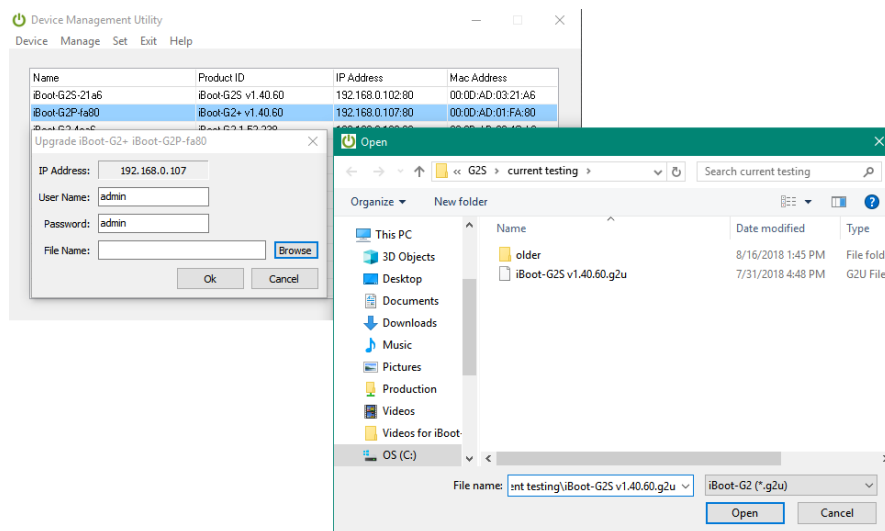 Device Management Utility
Device Manage Set Exit Help
Name Product ID IP Address Mac Address
iBoot-G2S-21a6 iBoot-G2S v1.40.60 192.168.0.102:80 00:0D:AD:03:21:A6
iBoot-G2P-fa80 iBoot-G2+ v1.40.60 192.168.0.107:80 00:0D:AD:01:FA:80
Upgrade iBoot-G2+ iBoot-G2P-fa80
IP Address: 192.168.0.107
User Name: admin
Password: admin
File Name: Browse
Ok Cancel
Open
« G2S › current testing › Search current testing
Organize New folder
This PC
3D Objects
Desktop
Documents
Downloads
Music
Pictures
Production
Videos
Videos for iBoot-
OS (C:)
Name Date modified Type
older 8/16/2018 1:45 PM File fold
iBoot-G2S v1.40.60.g2u 7/31/2018 4:48 PM G2U File
File name: ent testing\iBoot-G2S v1.40.60.g2u iBoot-G2 (*.g2u)
Open Cancel